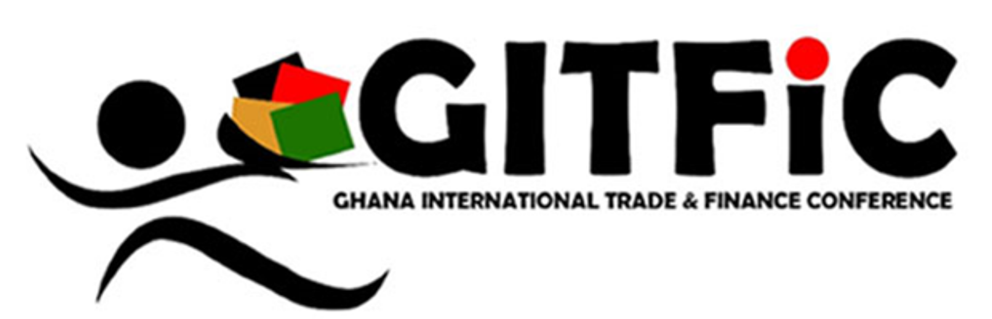 GITFiC
GHANA INTERNATIONAL TRADE & FINANCE CONFERENCE